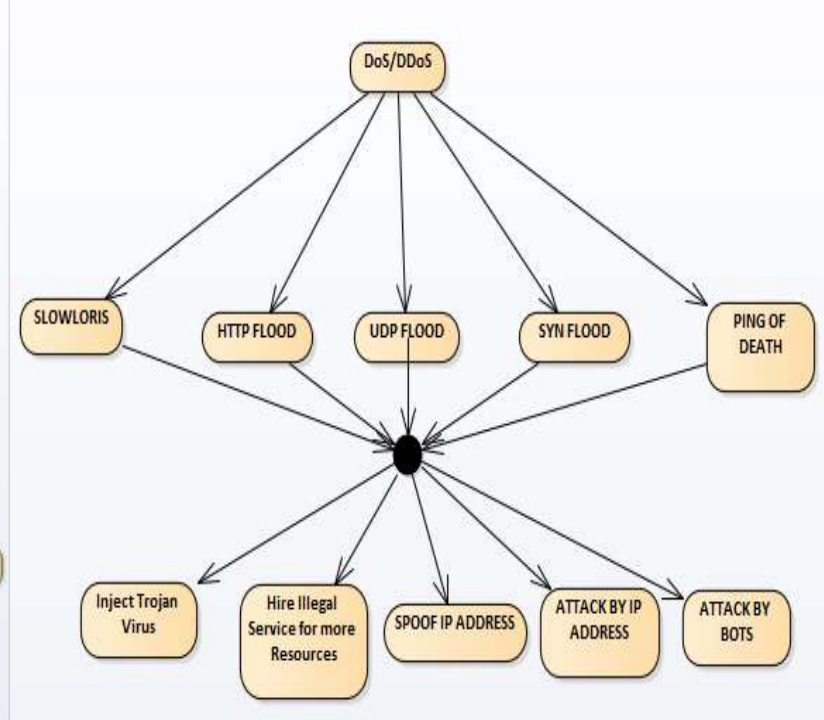 DoS/DDoS
SLOWLORIS
HTTP FLOOD
UDP FLOOD
SYN FLOOD
PING OF
DEATH
Inject Trojan
Virus
Hire Illegal
Service for more
Resources
SPOOF IP ADDRESS
ATTACK BY IP
ADDRESS
ATTACK BY
BOTS